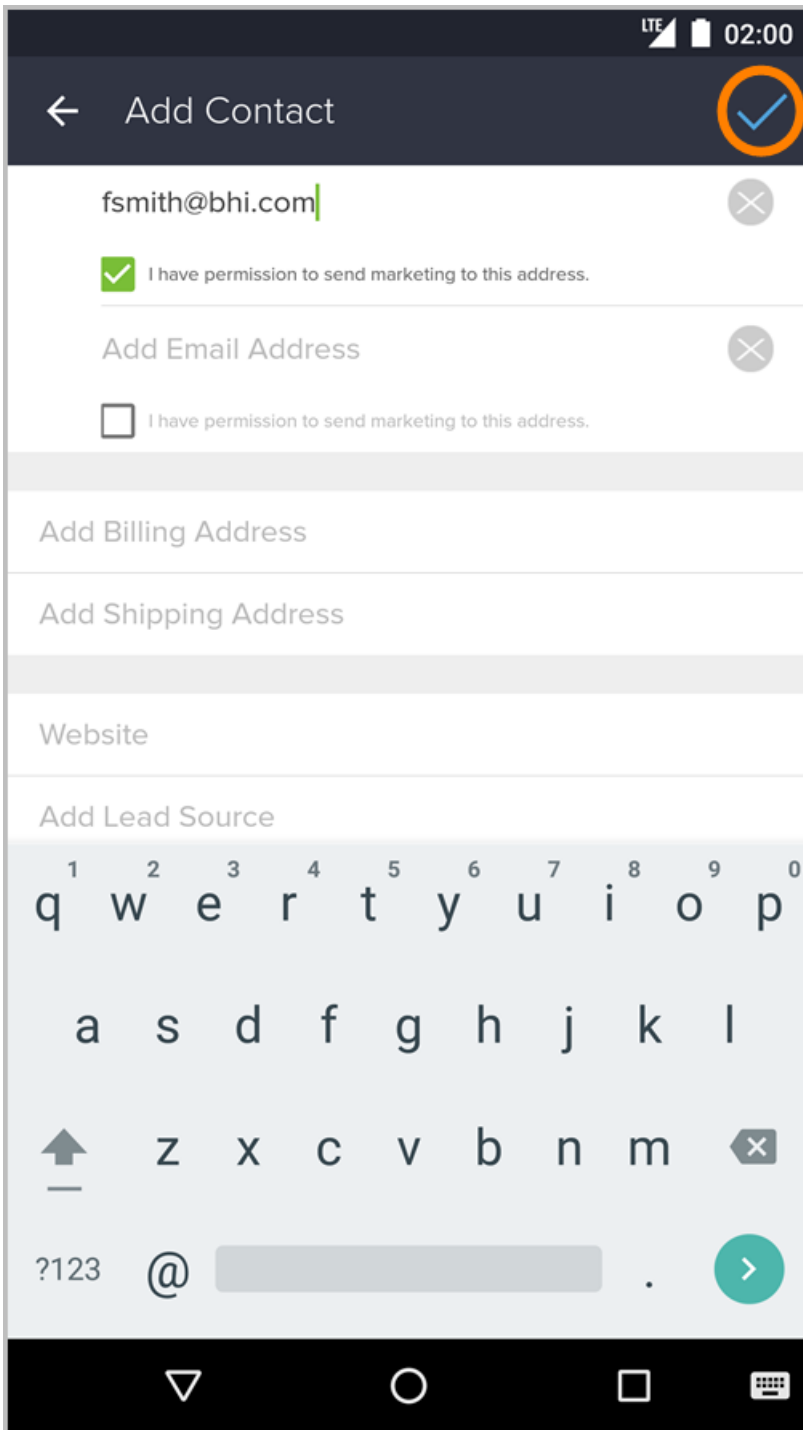 LTE 02:00
Add Contact
fsmith@bhi.com
I have permission to send marketing to this address.
Add Email Address
I have permission to send marketing to this address.
Add Billing Address
Add Shipping Address
Website
Add Lead Source
1 2 3 4 5 6 7 8 9 0
q w e r t y u i o p
a s d f g h j k l
z x c v b n m
?123 @ .